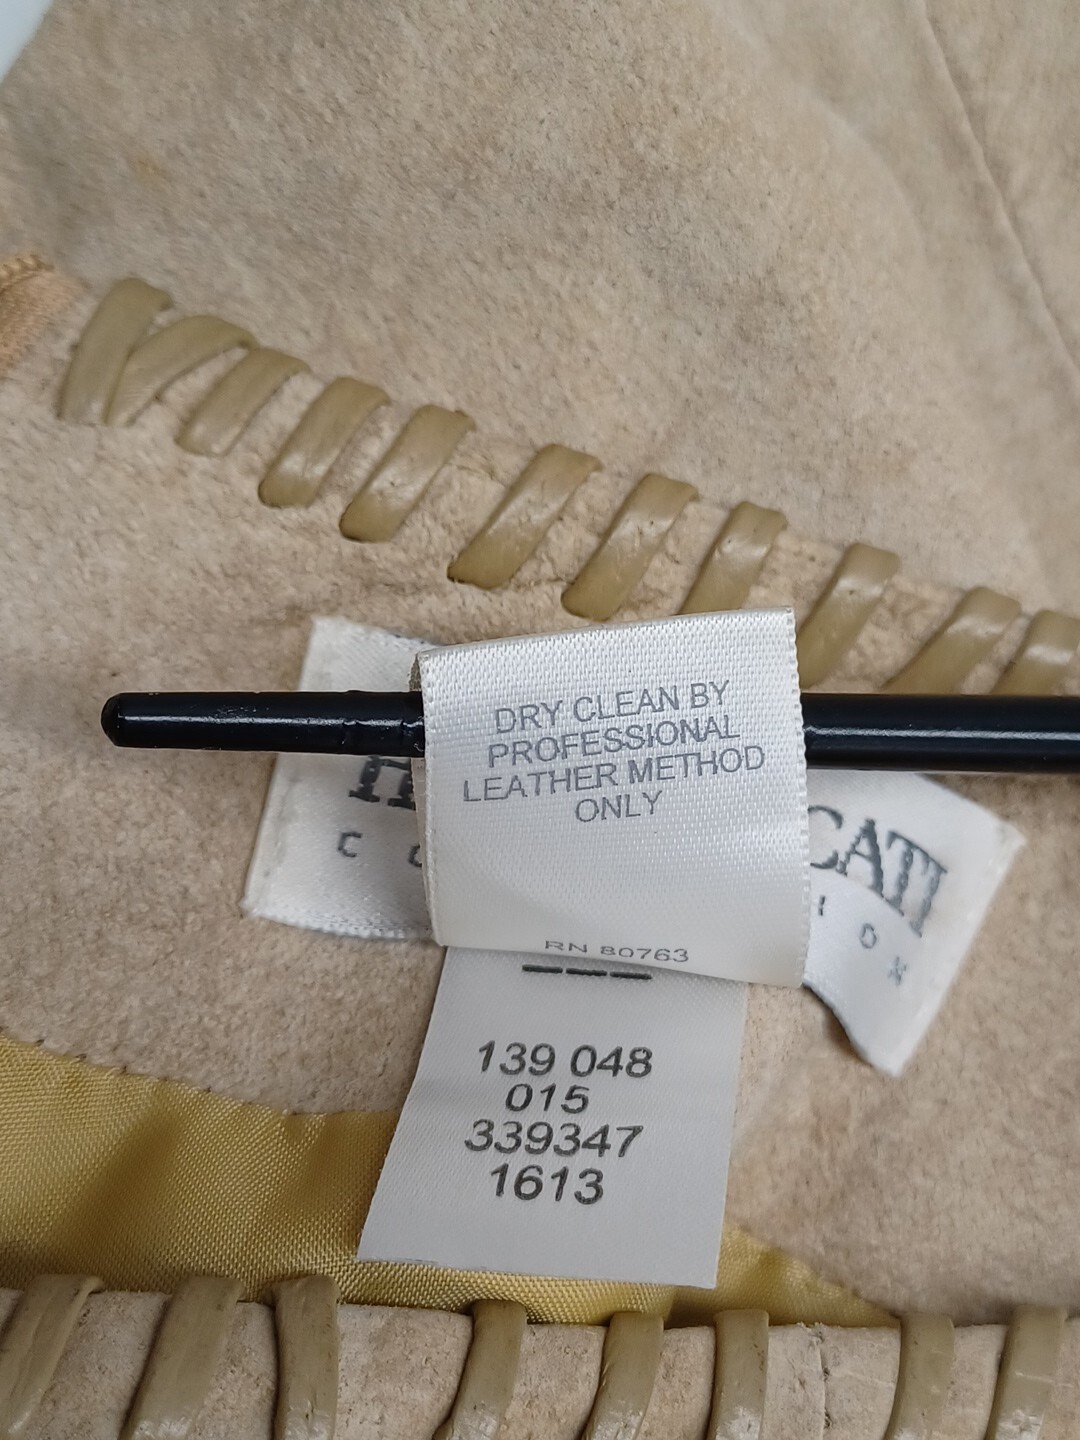 DRY CLEAN BY
PROFESSIONAL
LEATHER METHOD
ONLY
RN 80763
139 048
015
339347
1613